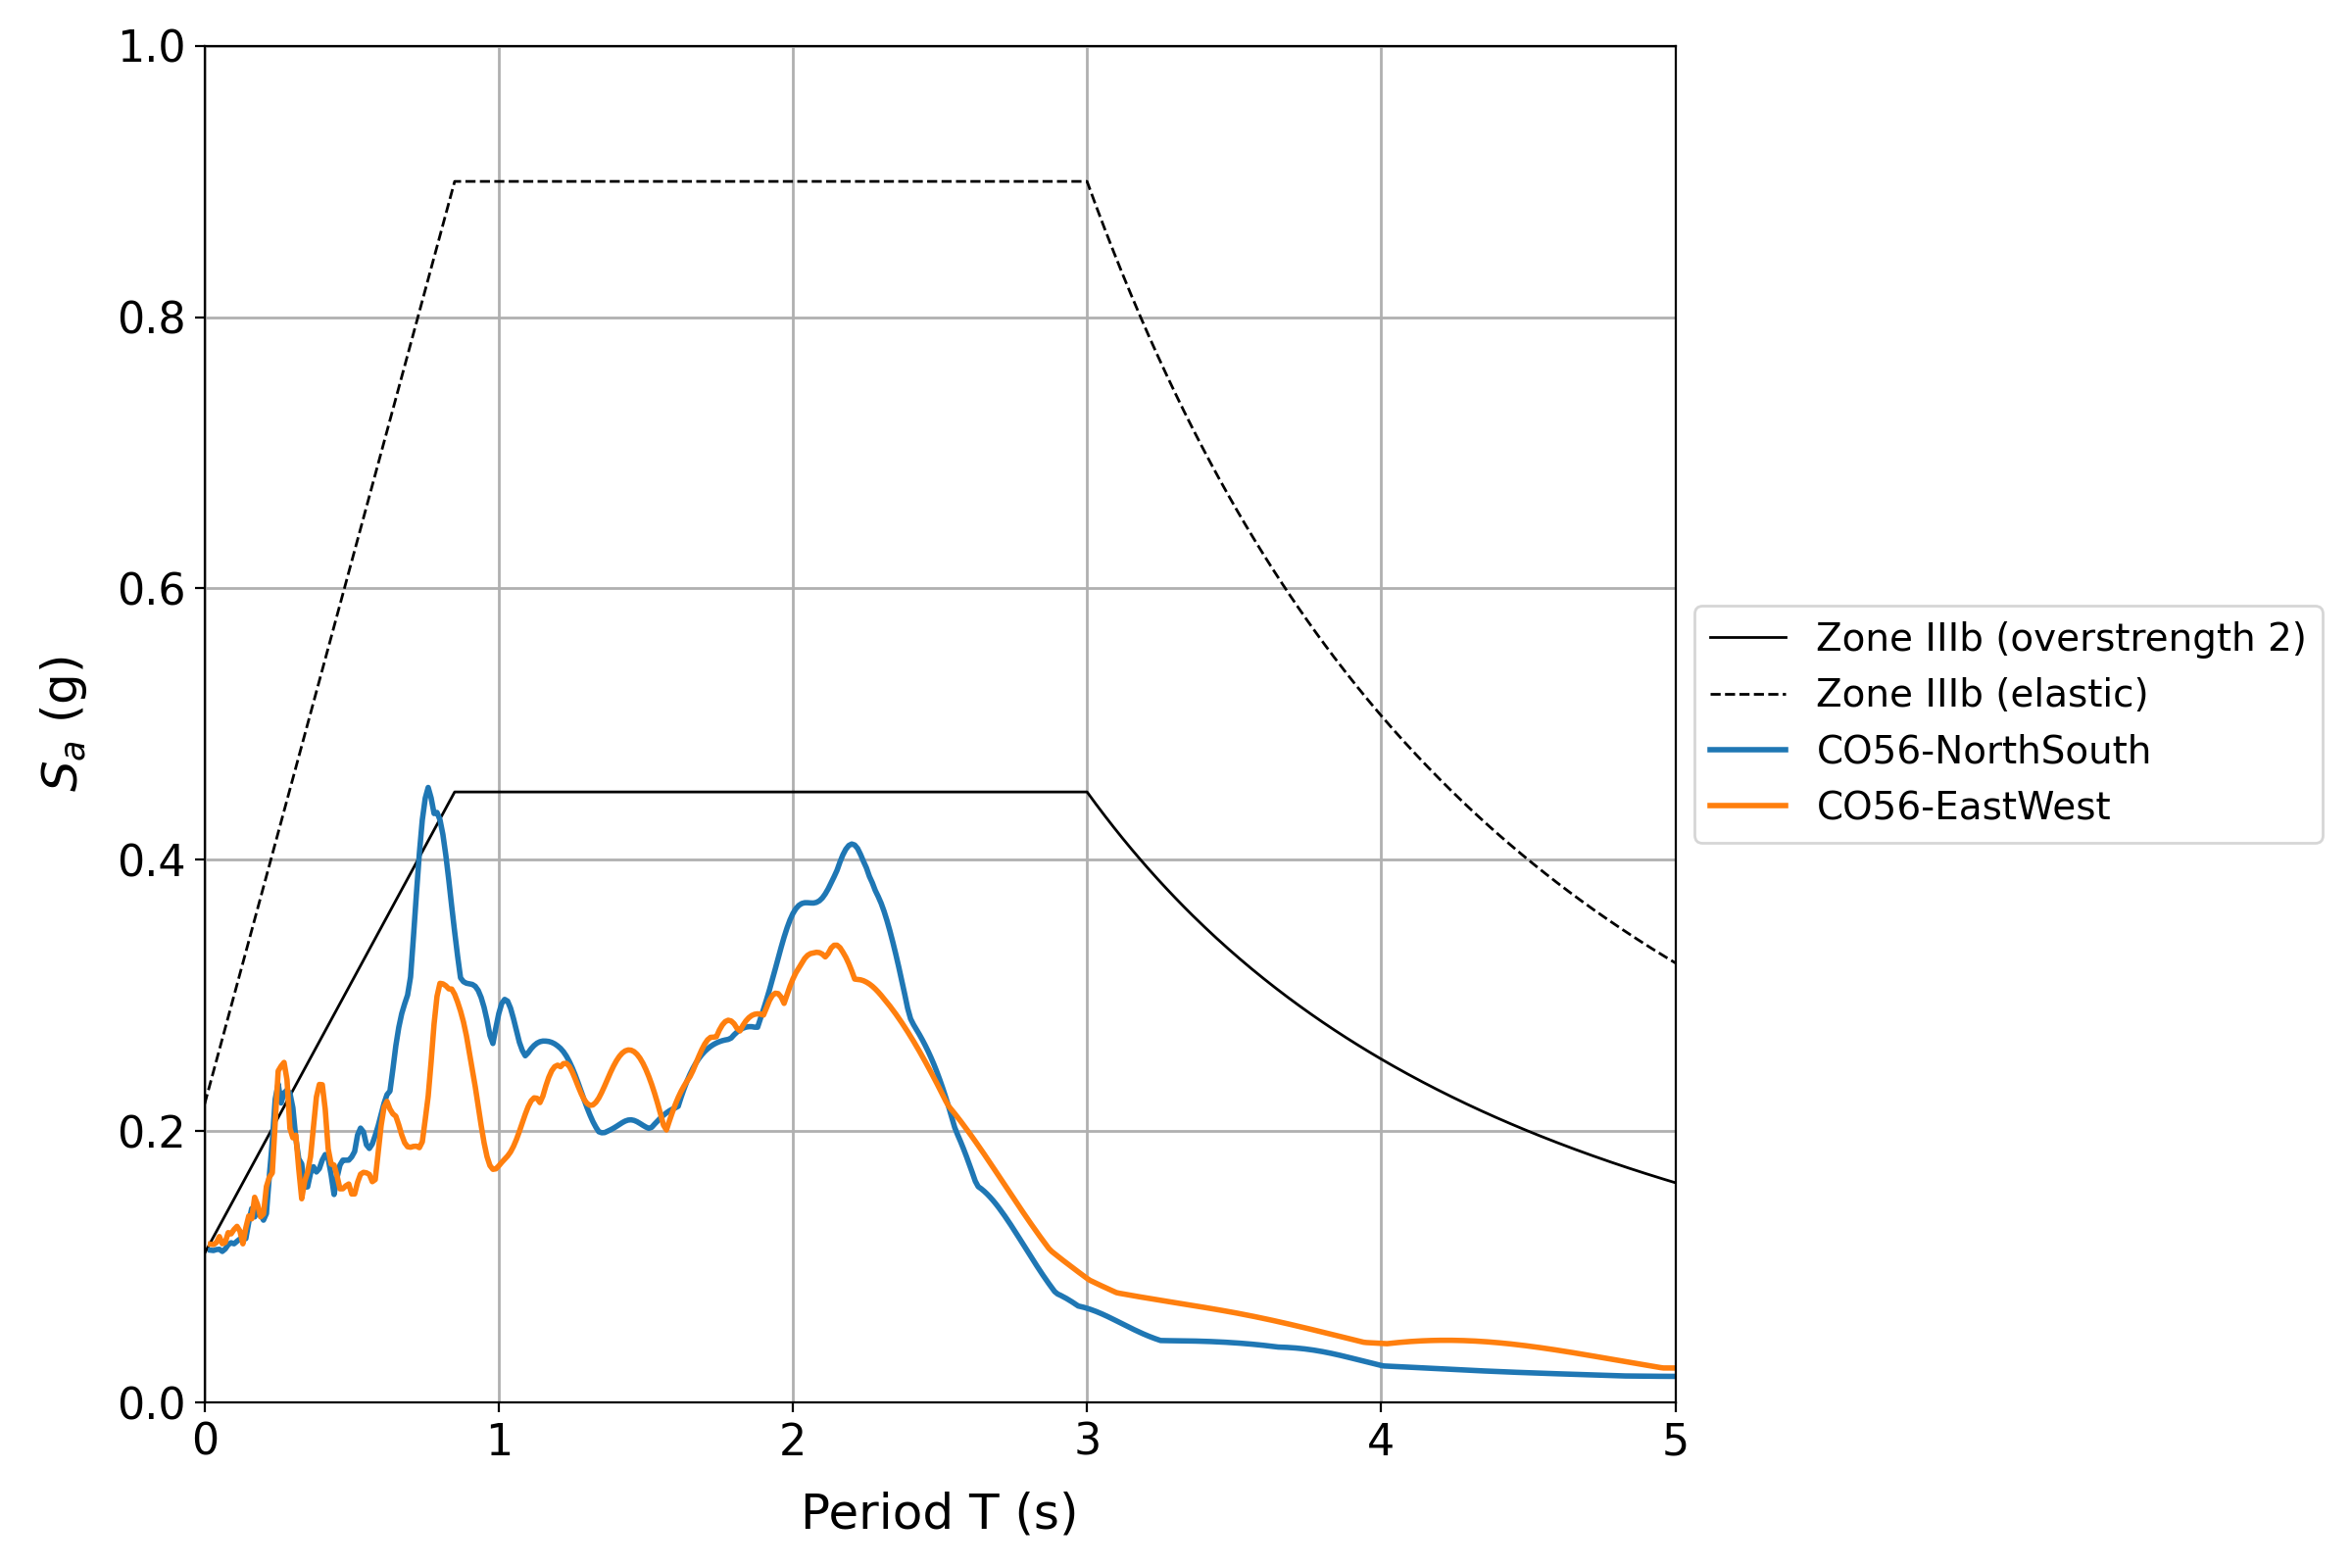 1.0
0.8
0.6
0.4
0.2
0.0
Sa (g)
0 1 2 3 4 5
Period T (s)
Zone IIIb (overstrength 2)
Zone IIIb (elastic)
CO56-NorthSouth
CO56-EastWest